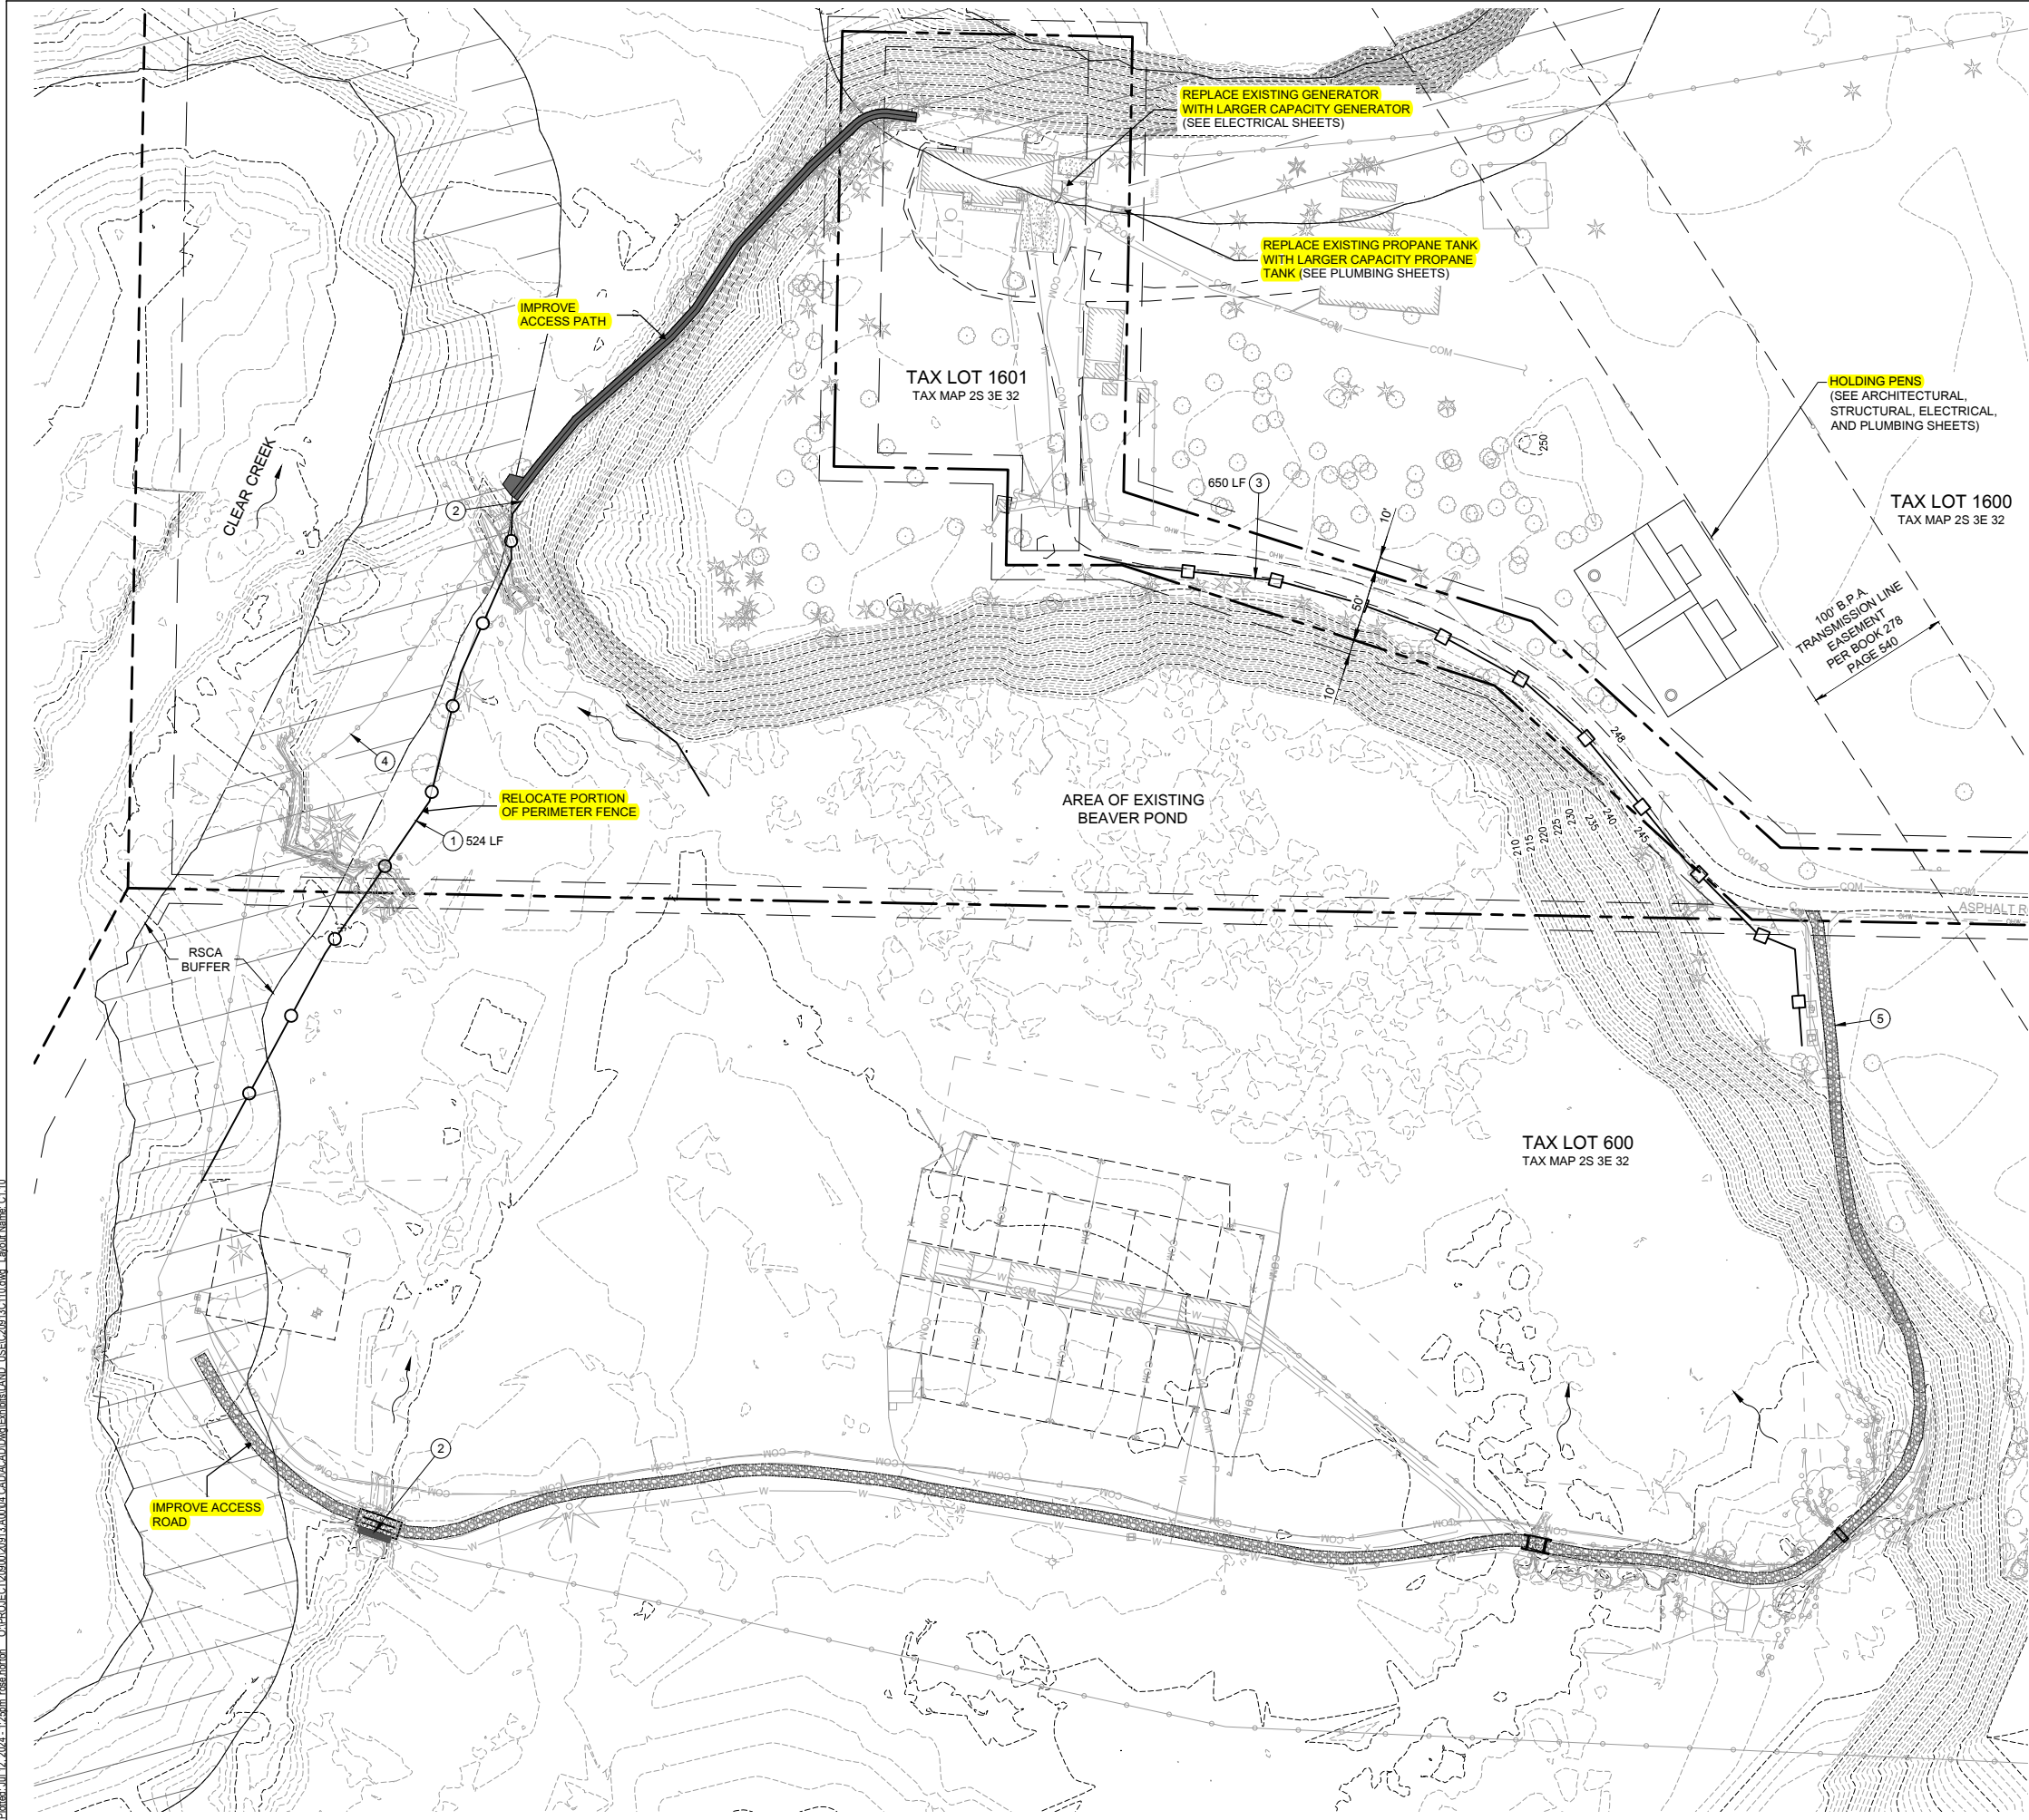 REPLACE EXISTING GENERATOR
WITH LARGER CAPACITY GENERATOR
(SEE ELECTRICAL SHEETS)
REPLACE EXISTING PROPANE TANK
WITH LARGER CAPACITY PROPANE
TANK (SEE PLUMBING SHEETS)
IMPROVE
ACCESS PATH
TAX LOT 1601
TAX MAP 2S 3E 32
HOLDING PENS
(SEE ARCHITECTURAL,
STRUCTURAL, ELECTRICAL,
AND PLUMBING SHEETS)
250
CLEAR CREEK
2
650 LF 3
10'
50'
10'
TAX LOT 1600
TAX MAP 2S 3E 32
100' B.P.A.
TRANSMISSION LINE
EASEMENT
PER BOOK 278
PAGE 540
248
4
RELOCATE PORTION
OF PERIMETER FENCE
1 524 LF
AREA OF EXISTING
BEAVER POND
210
215
220
225
230
235
240
245
ASPHALT R
RSCA
BUFFER
5
TAX LOT 600
TAX MAP 2S 3E 32
2
IMPROVE ACCESS
ROAD